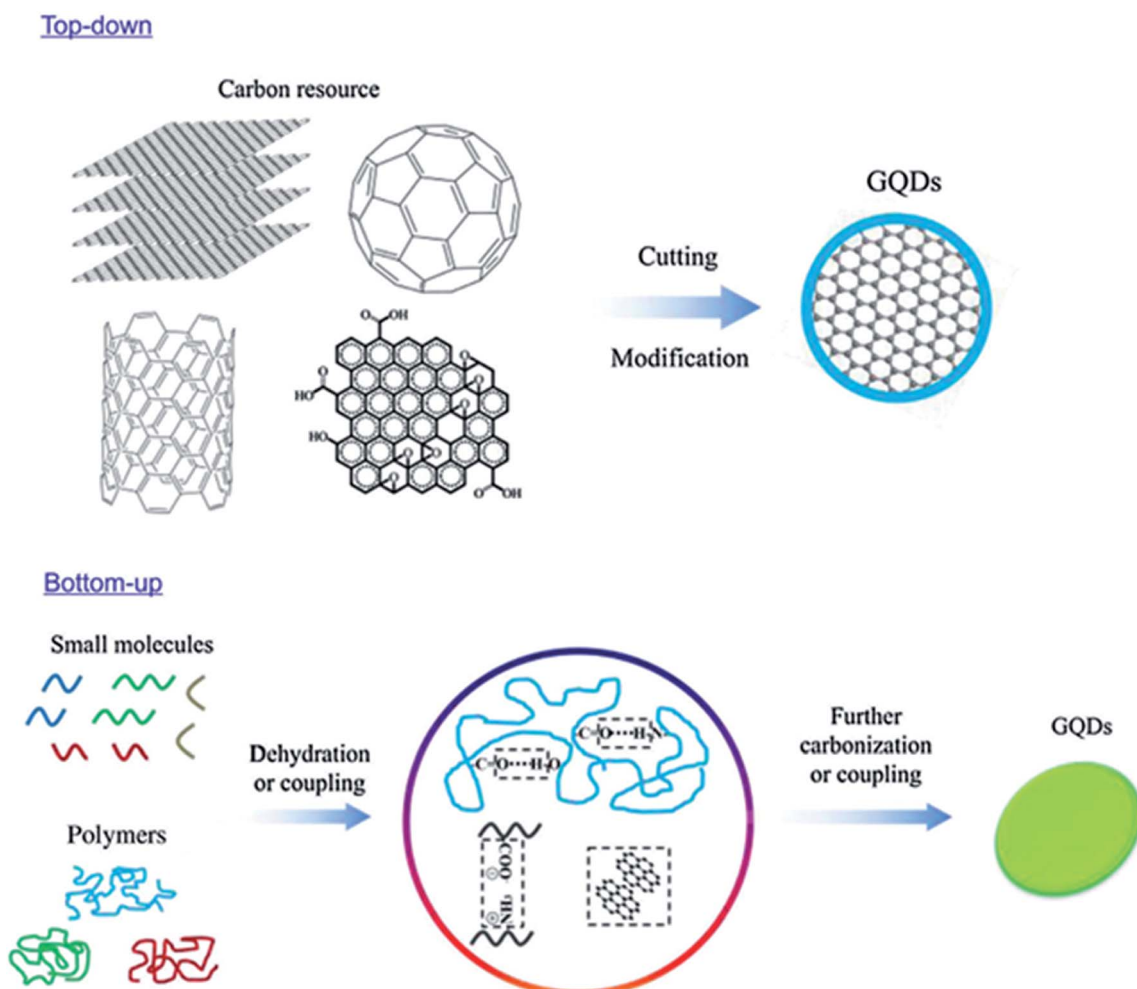 Top-down
Carbon resource
GQDs
Cutting
Modification
O OH
O
HO
HO
O
O
O
O O
O
O OH
Bottom-up
Small molecules
Dehydration
or coupling
Polymers
-C=O····H-N-
-C=O····H-O
COO
⊖
⊕
Further
carbonization
or coupling
GQDs